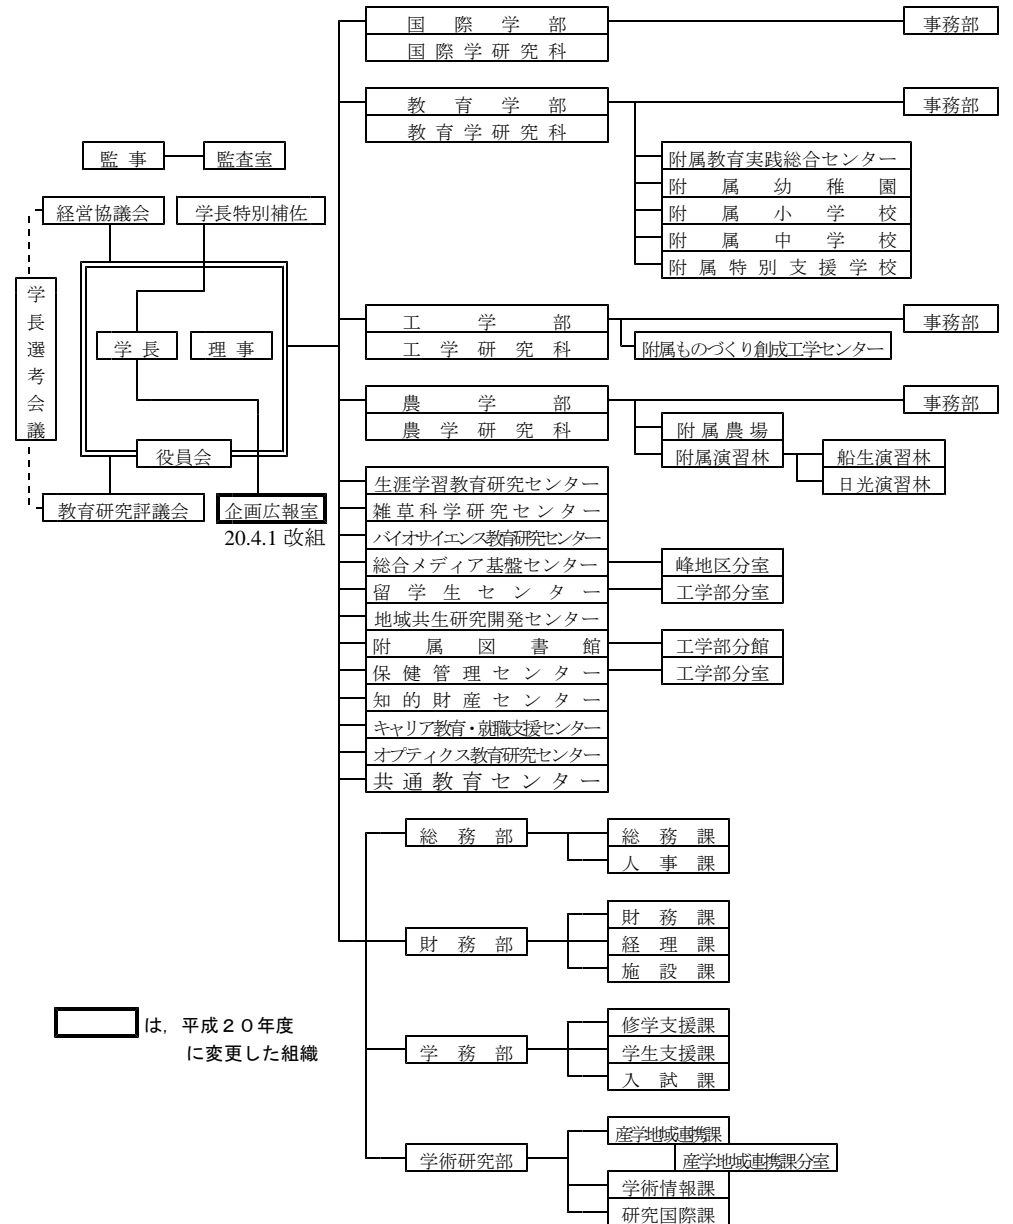 国際学部
事務部
国際学研究科
教育学部
事務部
教育学研究科
監事
監査室
附属教育実践総合センター
附属幼稚園
附属小学校
附属中学校
附属特別支援学校
経営協議会
学長特別補佐
学長選考会議
学長
理事
役員会
教育研究評議会
企画広報室
20.4.1 改組
工学部
事務部
工学研究科
附属ものづくり創成工学センター
農学部
事務部
農学研究科
附属農場
附属演習林
船生演習林
日光演習林
生涯学習教育研究センター
雑草科学研究センター
バイオサイエンス教育研究センター
総合メディア基盤センター
峰地区分室
留学生センター
工学部分室
地域共生研究開発センター
附属図書館
工学部分館
保健管理センター
工学部分室
知的財産センター
キャリア教育・就職支援センター
オプティクス教育研究センター
共通教育センター
総務部
総務課
人事課
財務部
財務課
経理課
施設課
学務部
修学支援課
学生支援課
入試課
学術研究部
産学地域連携課
産学地域連携課分室
学術情報課
研究国際課
は，平成２０年度
に変更した組織